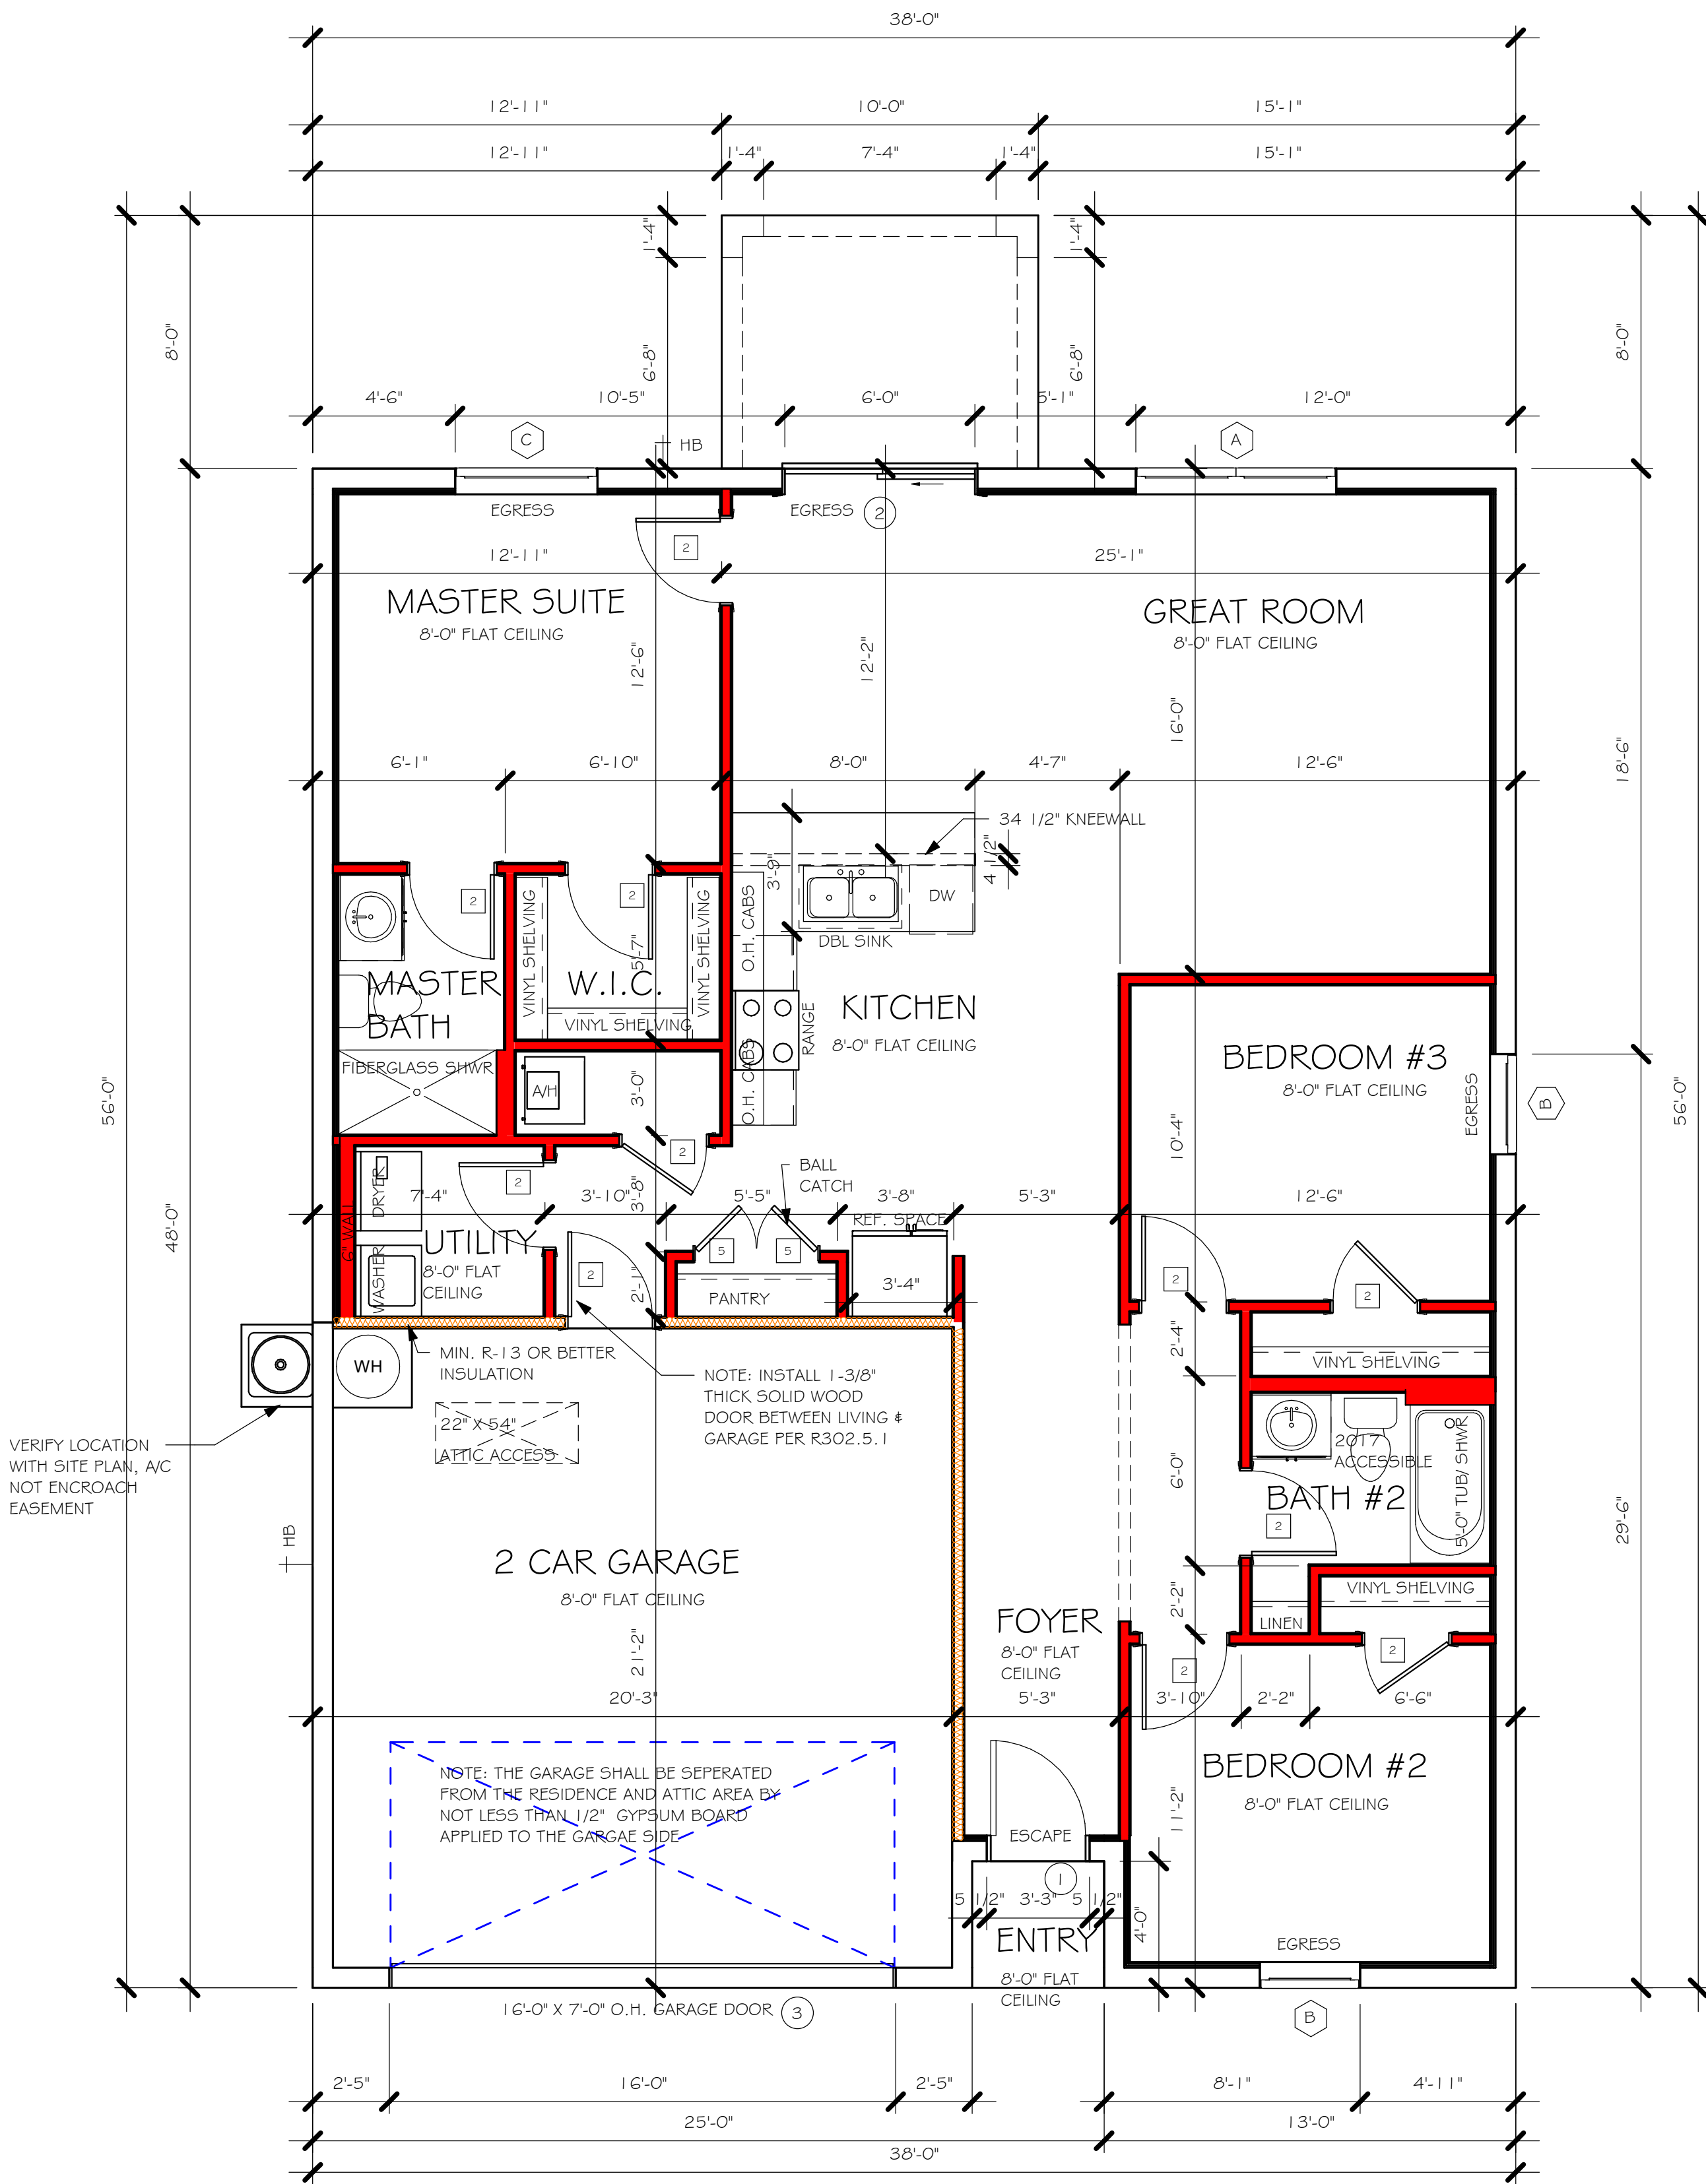 38'-0"
12'-11" 10'-0" 15'-1"
12'-11" 1'-4" 7'-4" 1'-4" 15'-1"
1'-4" 1'-4"
8'-0" 6'-8" 6'-8" 8'-0"
4'-6" 10'-5" 6'-0" 5'-1" 12'-0"
C HB A
EGRESS EGRESS 2
2
12'-11" 25'-1"
MASTER SUITE
8'-0" FLAT CEILING
GREAT ROOM
8'-0" FLAT CEILING
12'-6" 12'-2" 16'-0" 18'-6"
6'-1" 6'-10" 8'-0" 4'-7" 12'-6"
34 1/2" KNEEWALL
4 1/2"
3'-9"
2 2
VINYL SHELVING
VINYL SHELVING
5'-7"
O.H. CABS
DW
DBL SINK
MASTER
BATH
W.I.C.
VINYL SHELVING
KITCHEN
8'-0" FLAT CEILING
RANGE
O.H. CABS
FIBERGLASS SHWR
A/H
3'-0"
BEDROOM #3
8'-0" FLAT CEILING
EGRESS
B
56'-0" 56'-0"
48'-0"
10'-4"
2
2
BALL
CATCH
DRYER
7'-4" 3'-10" 3'-8" 5'-5" 3'-8" 5'-3" 12'-6"
REF. SPACE
6" WALL
UTILITY
8'-0" FLAT
CEILING
WASHER
2
5 5
2'-1"
PANTRY
3'-4"
2 2
2'-4"
VINYL SHELVING
WH
MIN. R-13 OR BETTER
INSULATION
NOTE: INSTALL 1-3/8"
THICK SOLID WOOD
DOOR BETWEEN LIVING &
GARAGE PER R302.5.1
22" X 54"
ATTIC ACCESS
VERIFY LOCATION
WITH SITE PLAN, A/C
NOT ENCROACH
EASEMENT
HB
2017
ACCESSIBLE
6'-0"
BATH #2
2
5'-0" TUB/ SHWR
29'-6"
2 CAR GARAGE
8'-0" FLAT CEILING
21'-2"
2'-2"
VINYL SHELVING
LINEN
FOYER
8'-0" FLAT
CEILING
2 2
20'-3" 5'-3" 3'-10" 2'-2" 6'-6"
BEDROOM #2
8'-0" FLAT CEILING
11'-2"
NOTE: THE GARAGE SHALL BE SEPERATED
FROM THE RESIDENCE AND ATTIC AREA BY
NOT LESS THAN 1/2" GYPSUM BOARD
APPLIED TO THE GARGAE SIDE
ESCAPE
1
5 1/2" 3'-3" 5 1/2"
4'-0"
ENTRY
8'-0" FLAT
CEILING
EGRESS
16'-0" X 7'-0" O.H. GARAGE DOOR 3
B
2'-5" 16'-0" 2'-5" 8'-1" 4'-11"
25'-0" 13'-0"
38'-0"